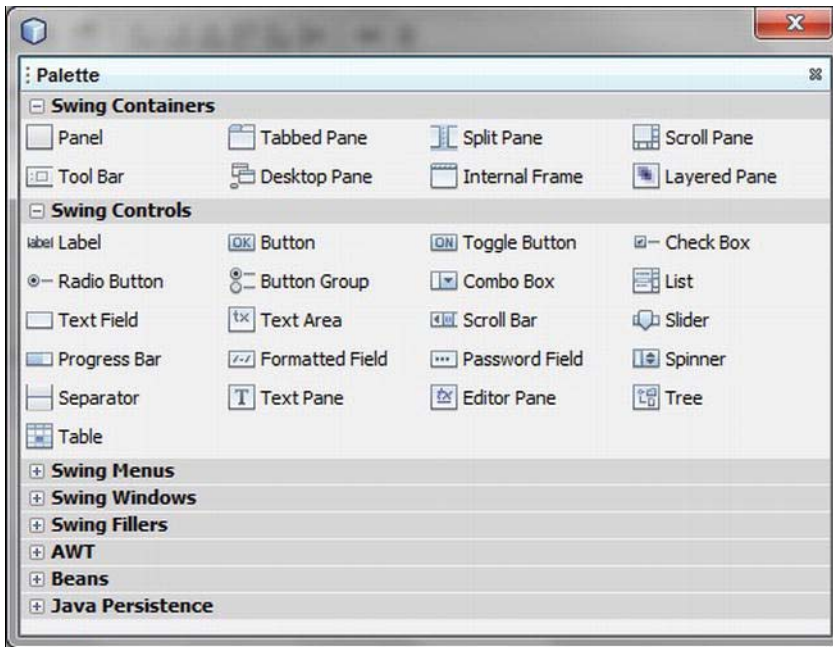 Palette
Swing Containers
Panel Tabbed Pane Split Pane Scroll Pane
Tool Bar Desktop Pane Internal Frame Layered Pane
Swing Controls
label Label OK Button ON Toggle Button Check Box
Radio Button Button Group Combo Box List
Text Field tx Text Area Scroll Bar Slider
Progress Bar Formatted Field Password Field Spinner
Separator T Text Pane Editor Pane Tree
Table
Swing Menus
Swing Windows
Swing Fillers
AWT
Beans
Java Persistence